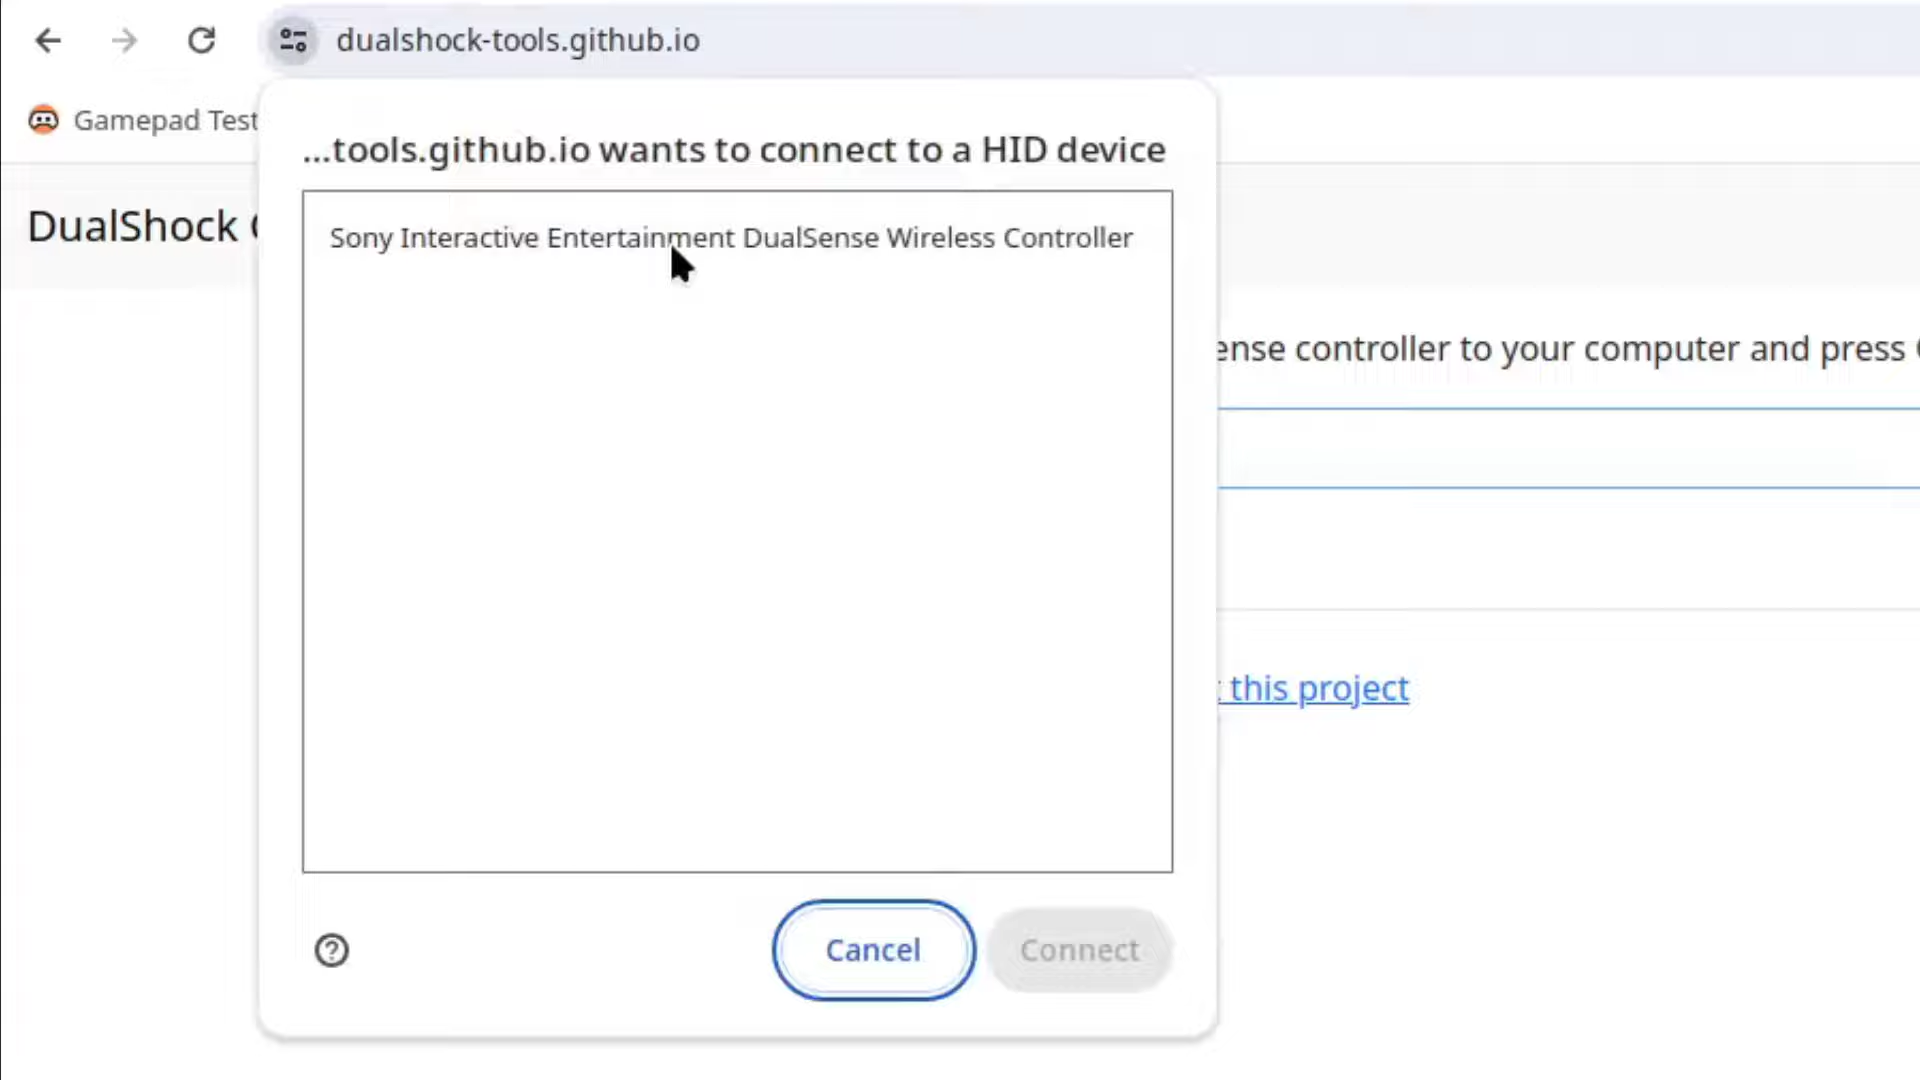 dualshock-tools.github.io
Gamepad Test
...tools.github.io wants to connect to a HID device
DualShock
Sony Interactive Entertainment DualSense Wireless Controller
controller to your computer and press
this project
Cancel
Connect